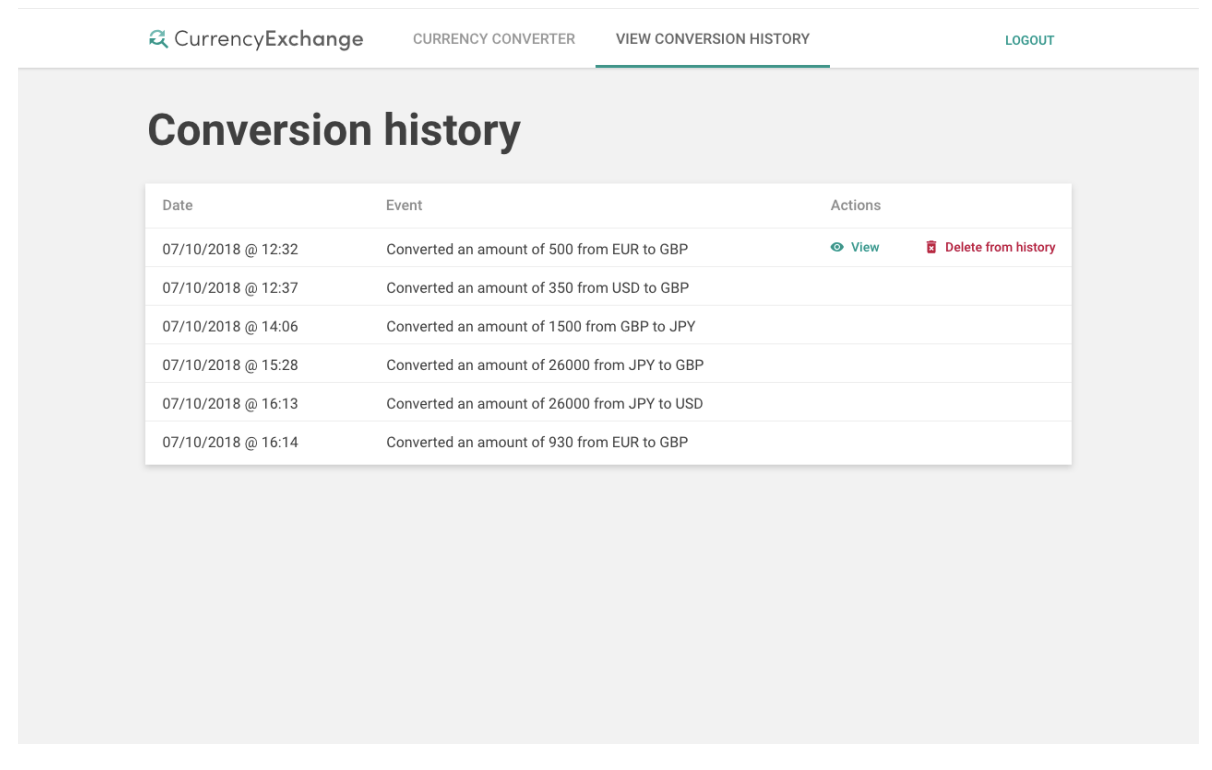 CurrencyExchange CURRENCY CONVERTER VIEW CONVERSION HISTORY LOGOUT
Conversion history
Date Event Actions
07/10/2018 @ 12:32 Converted an amount of 500 from EUR to GBP View Delete from history
07/10/2018 @ 12:37 Converted an amount of 350 from USD to GBP
07/10/2018 @ 14:06 Converted an amount of 1500 from GBP to JPY
07/10/2018 @ 15:28 Converted an amount of 26000 from JPY to GBP
07/10/2018 @ 16:13 Converted an amount of 26000 from JPY to USD
07/10/2018 @ 16:14 Converted an amount of 930 from EUR to GBP